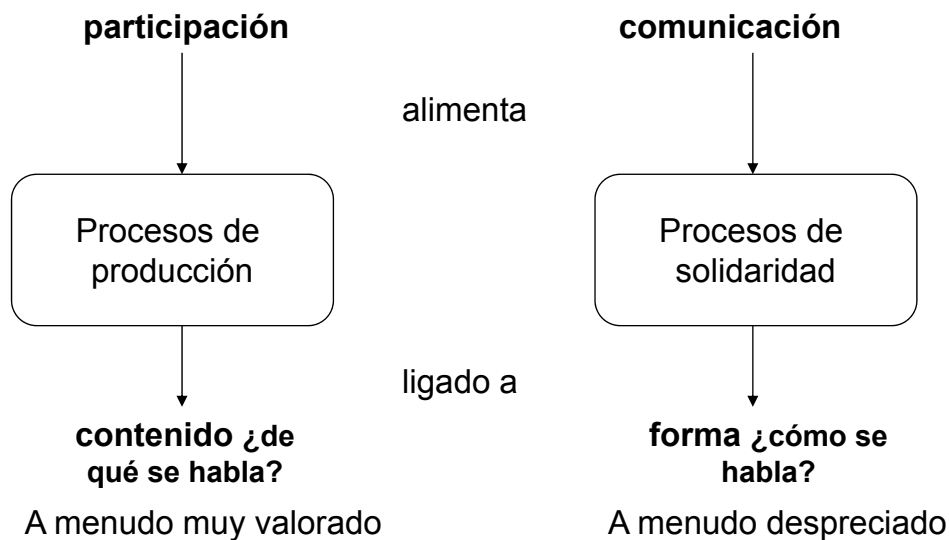 participación
comunicación
alimenta
Procesos de
producción
Procesos de
solidaridad
ligado a
contenido ¿de
qué se habla?
forma ¿cómo se
habla?
A menudo muy valorado
A menudo despreciado